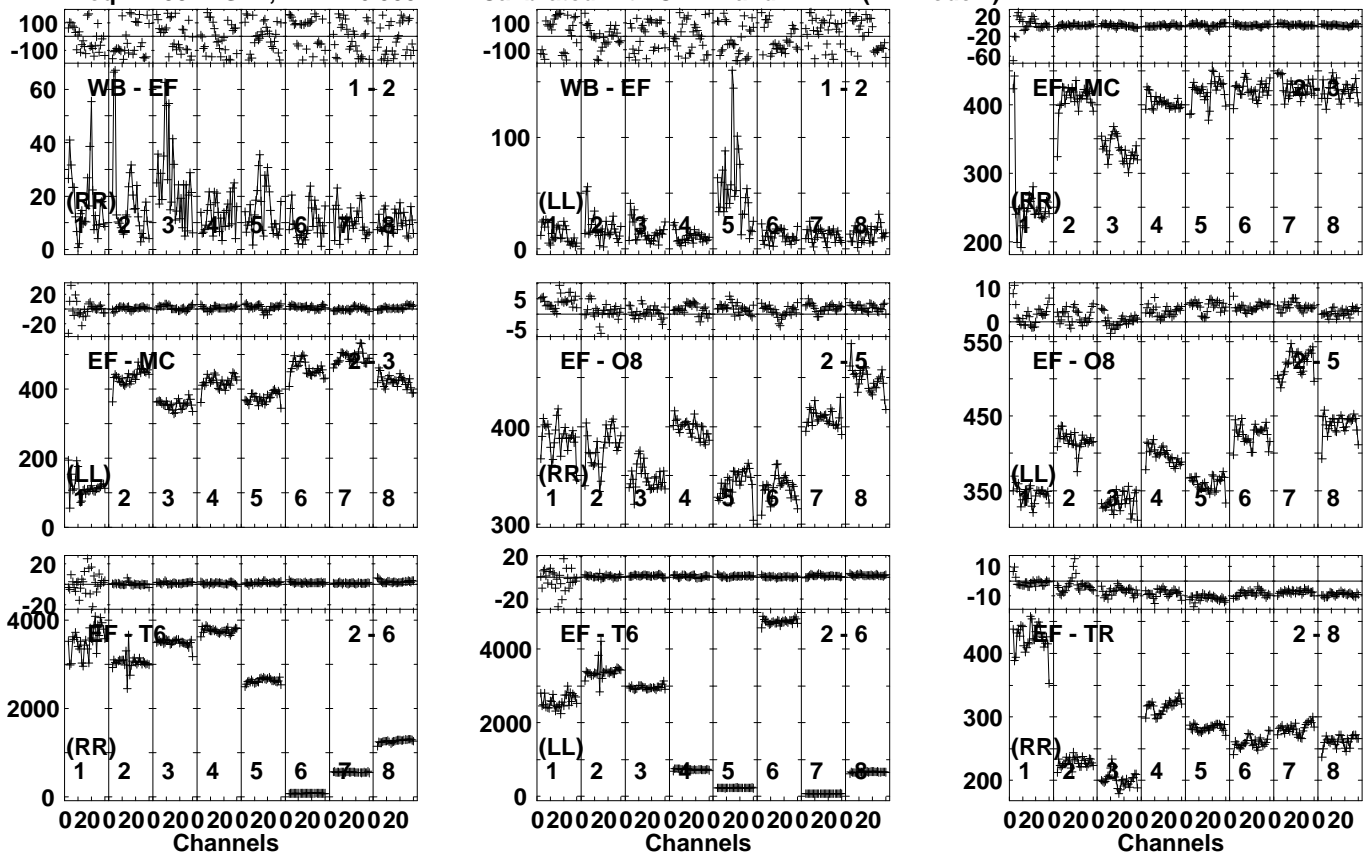 100 -100 100 -100 20 -20 -60
WB - EF 1 - 2 WB - EF 1 - 2 EF - MC 2 - 3
60 40 20 0 100 0 400 300 200
(RR) (LL) (RR)
1 2 3 4 5 6 7 8 1 2 3 4 5 6 7 8 1 2 3 4 5 6 7 8
20 -20 5 -5 10 0
EF - MC 2 - 3 EF - O8 2 - 5 EF - O8 2 - 5
400 200 0 400 300 550 450 350
(LL) (RR) (LL)
1 2 3 4 5 6 7 8 1 2 3 4 5 6 7 8 1 2 3 4 5 6 7 8
20 -20 20 -20 10 -10
EF - T6 2 - 6 EF - T6 2 - 6 EF - TR 2 - 8
4000 2000 0 4000 2000 0 400 300 200
(RR) (LL) (RR)
1 2 3 4 5 6 7 8 1 2 3 4 5 6 7 8 1 2 3 4 5 6 7 8
0 20 0 20 0 20 0 20 0 20 0 20 0 20 0 20 0 20 0 20 0 20 0 20 0 20 0 20 0 20 0 20 0 20 0 20 0 20 0 20 0 20 0 20 0 20 0 20
Channels Channels Channels